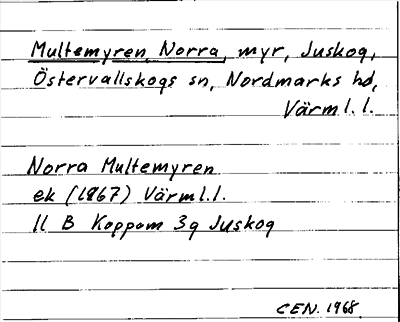 Multemyren, Norra, myr, Juskog,
Östervallskogs sn, Nordmarks hd,
Värml. l.
Norra Multemyren
ek (1967) Värml.l.
11 B Koppom 3g Juskog
CEN. 1968.